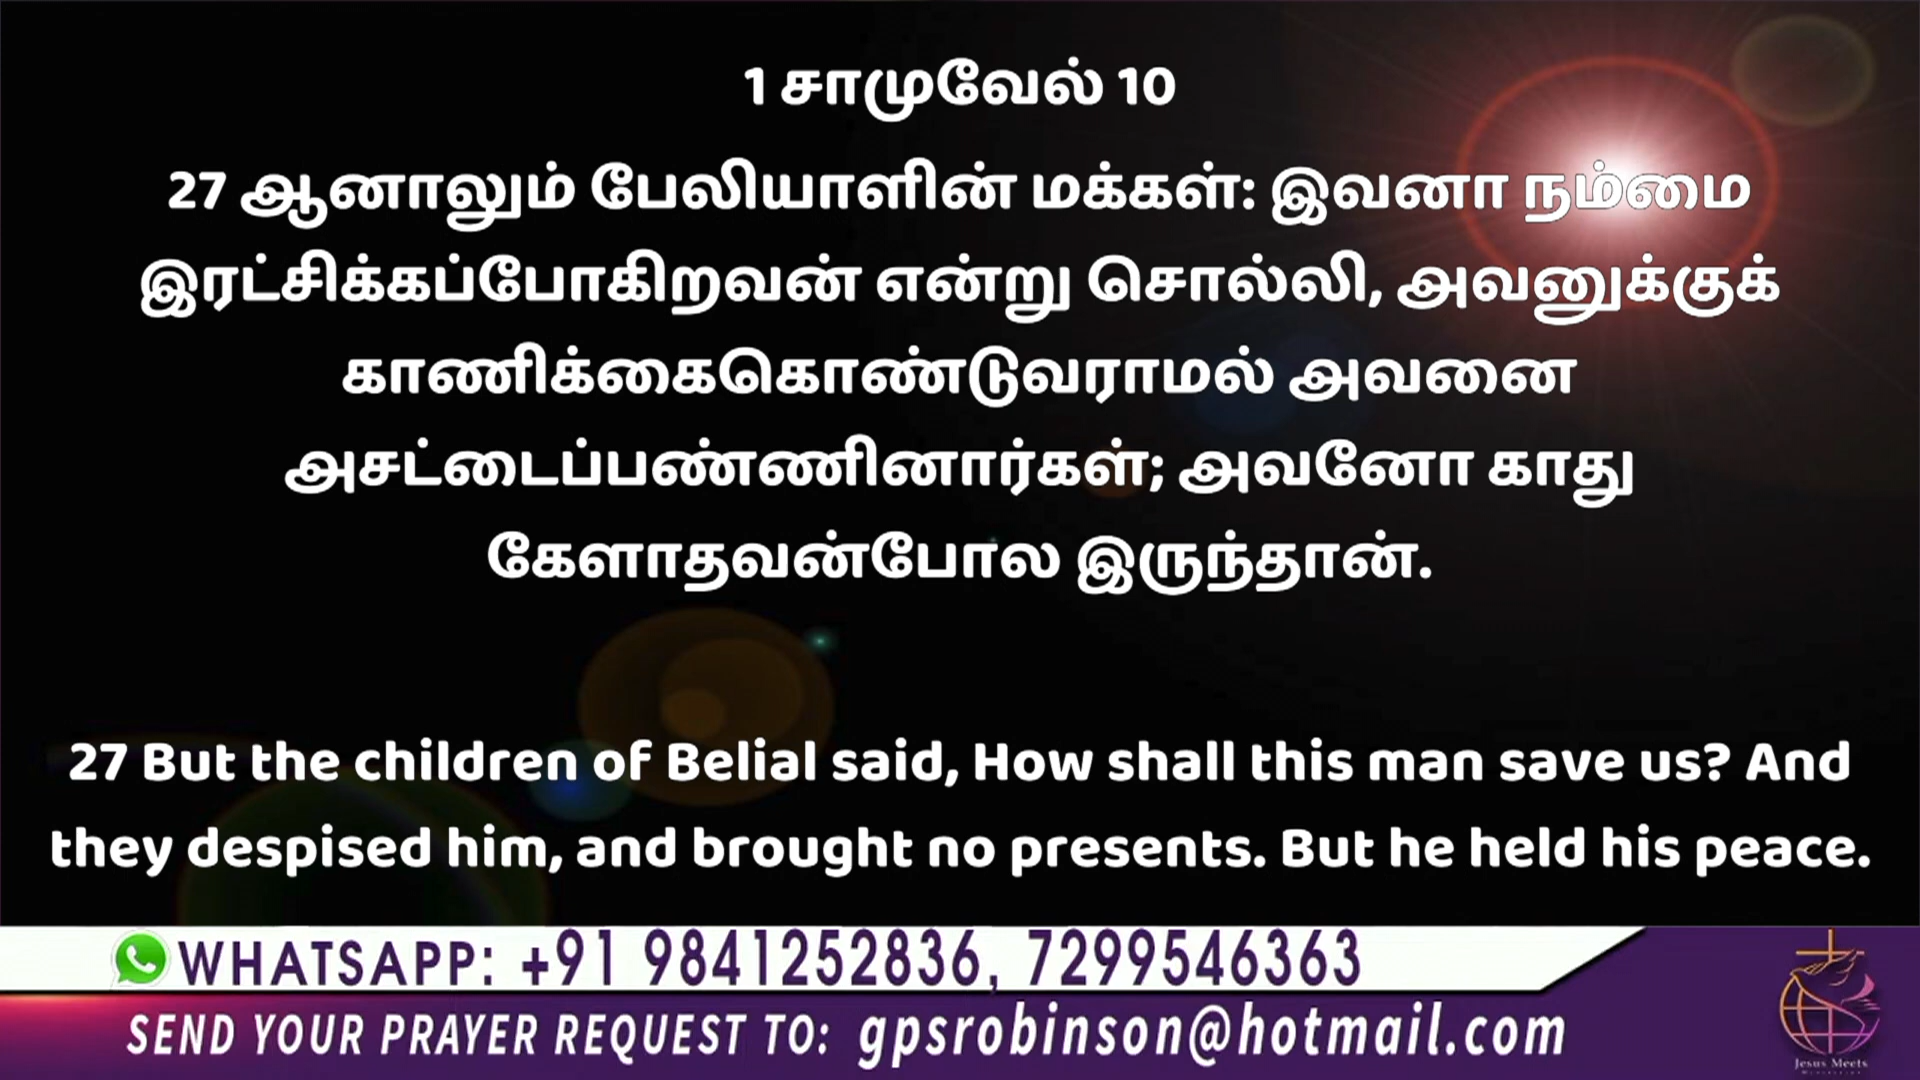 1 சாமுவேல் 10
27 ஆனாலும் பேலியாளின் மக்கள்: இவனா நம்மை
இரட்சிக்கப்போகிறவன் என்று சொல்லி, அவனுக்குக்
காணிக்கைகொண்டுவராமல் அவனை
அசட்டைப்பண்ணினார்கள்; அவனோ காது
கேளாதவன்போல இருந்தான்.
27 But the children of Belial said, How shall this man save us? And
they despised him, and brought no presents. But he held his peace.
WHATSAPP: +91 9841252836, 7299546363
SEND YOUR PRAYER REQUEST TO: gpsrobinson@hotmail.com
Jesus Meets